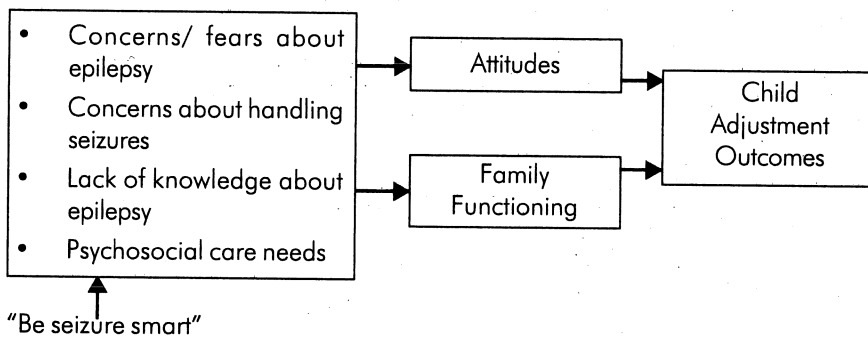 • Concerns/ fears about
epilepsy
• Concerns about handling
seizures
• Lack of knowledge about
epilepsy
• Psychosocial care needs
Attitudes
Family
Functioning
Child
Adjustment
Outcomes
"Be seizure smart"